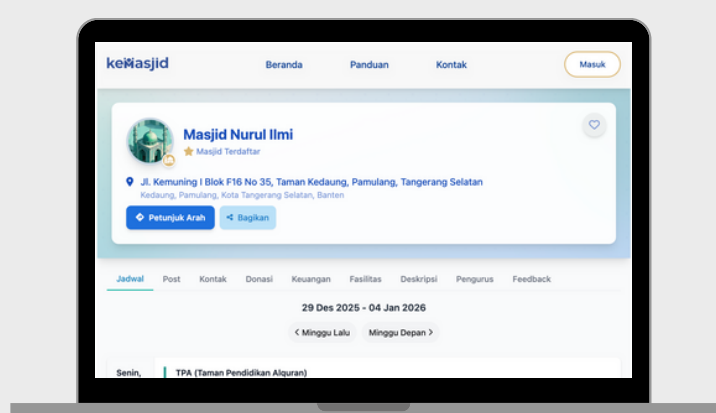 keMasjid
Beranda Panduan Kontak Masuk
Masjid Nurul Ilmi
Masjid Terdaftar
Jl. Kemuning I Blok F16 No 35, Taman Kedaung, Pamulang, Tangerang Selatan
Kedaung, Pamulang, Kota Tangerang Selatan, Banten
Petunjuk Arah Bagikan
Jadwal Post Kontak Donasi Keuangan Fasilitas Deskripsi Pengurus Feedback
29 Des 2025 - 04 Jan 2026
< Minggu Lalu Minggu Depan >
Senin, TPA (Taman Pendidikan Alquran)